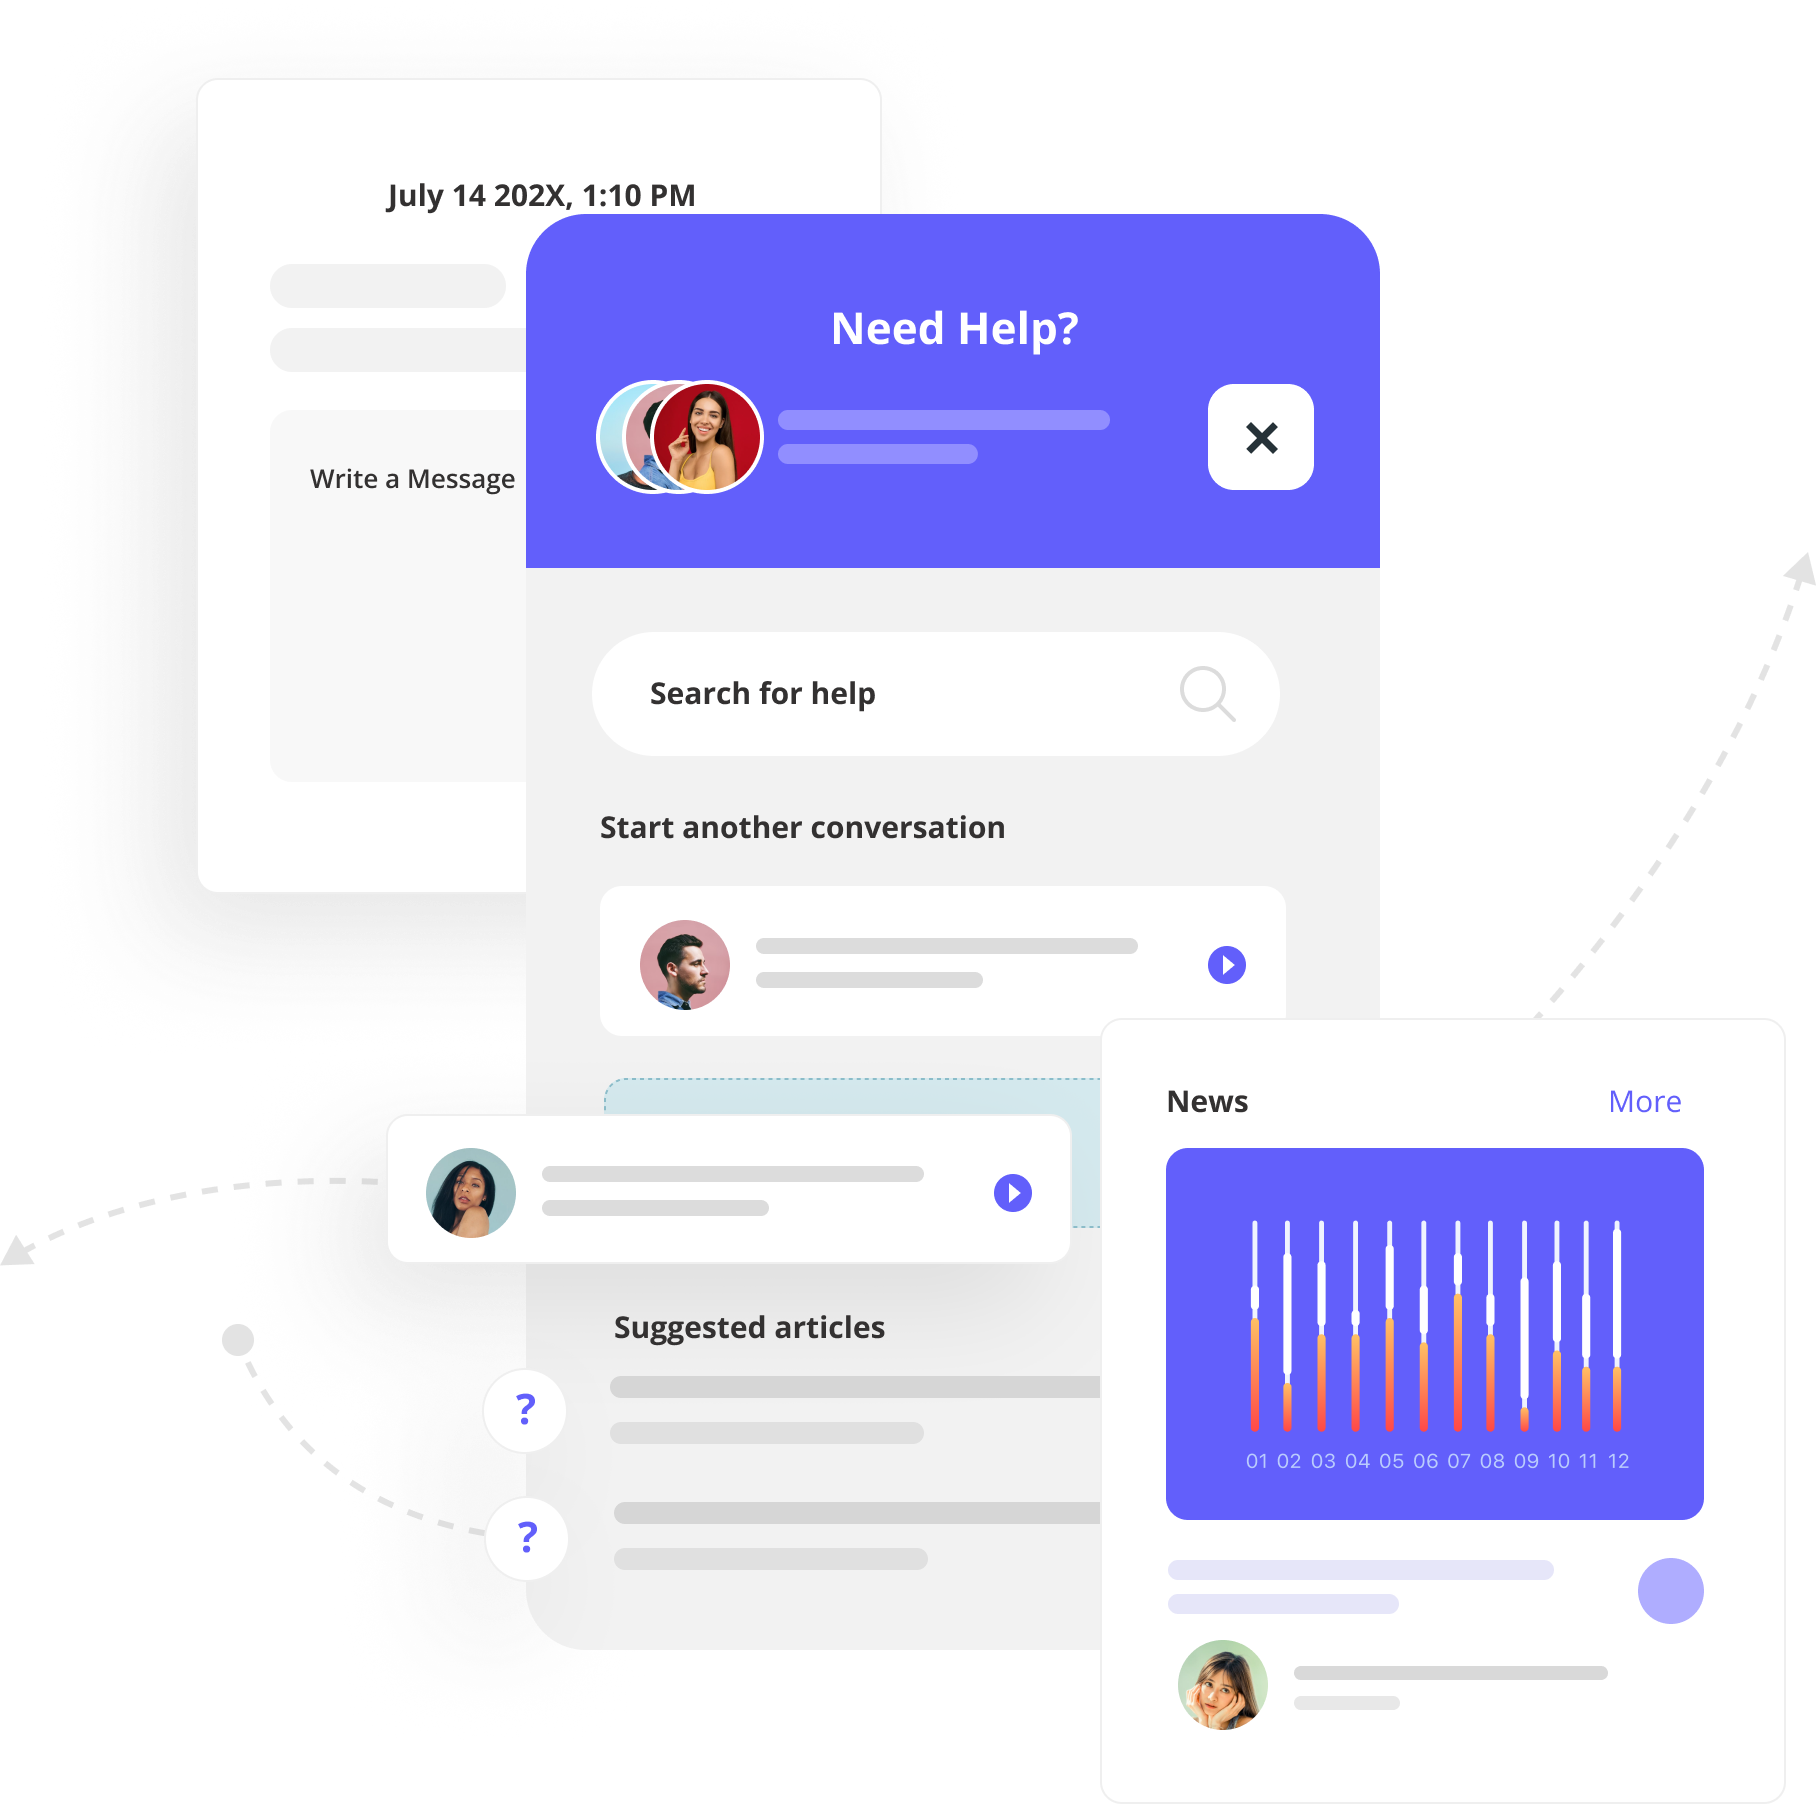 July 14 202X, 1:10 PM
Write a Message
Need Help?
Search for help
Start another conversation
Suggested articles
?
?
News
More
01 02 03 04 05 06 07 08 09 10 11 12